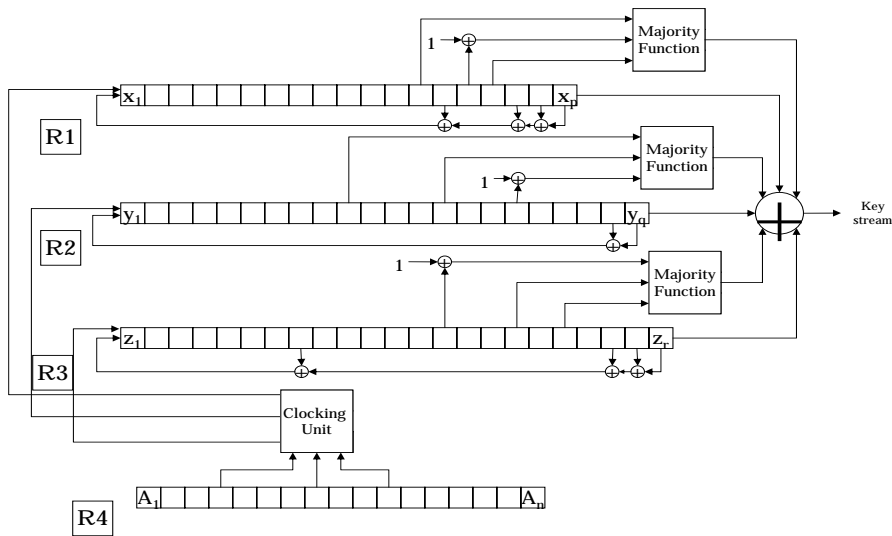 Majority
Function
1
x1
xp
R1
Majority
Function
1
y1
yq
R2
Key
stream
Majority
Function
1
z1
zr
R3
Clocking
Unit
A1
An
R4